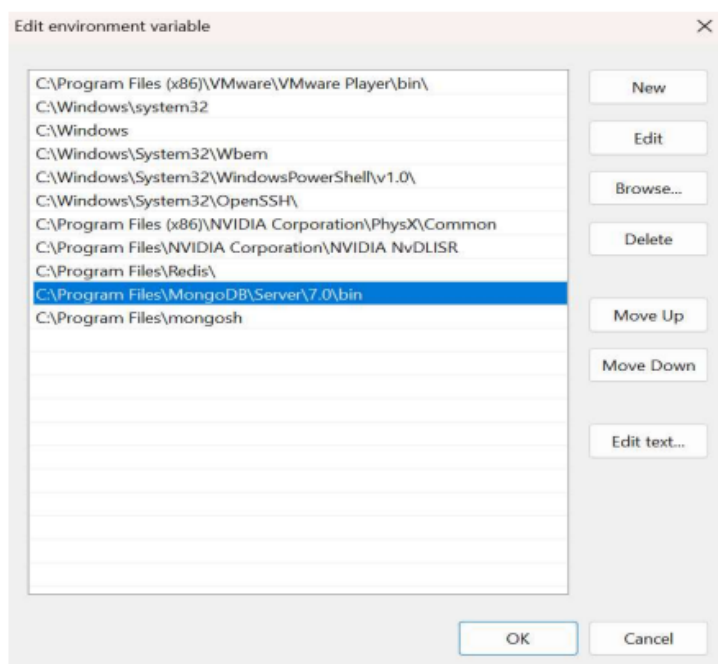 Edit environment variable
C:\Program Files (x86)\VMware\VMware Player\bin\
C:\Windows\system32
C:\Windows
C:\Windows\System32\Wbem
C:\Windows\System32\WindowsPowerShell\v1.0\
C:\Windows\System32\OpenSSH\
C:\Program Files (x86)\NVIDIA Corporation\PhysX\Common
C:\Program Files\NVIDIA Corporation\NVIDIA NvDLISR
C:\Program Files\Redis\
C:\Program Files\MongoDB\Server\7.0\bin
C:\Program Files\mongosh
New
Edit
Browse...
Delete
Move Up
Move Down
Edit text...
OK
Cancel